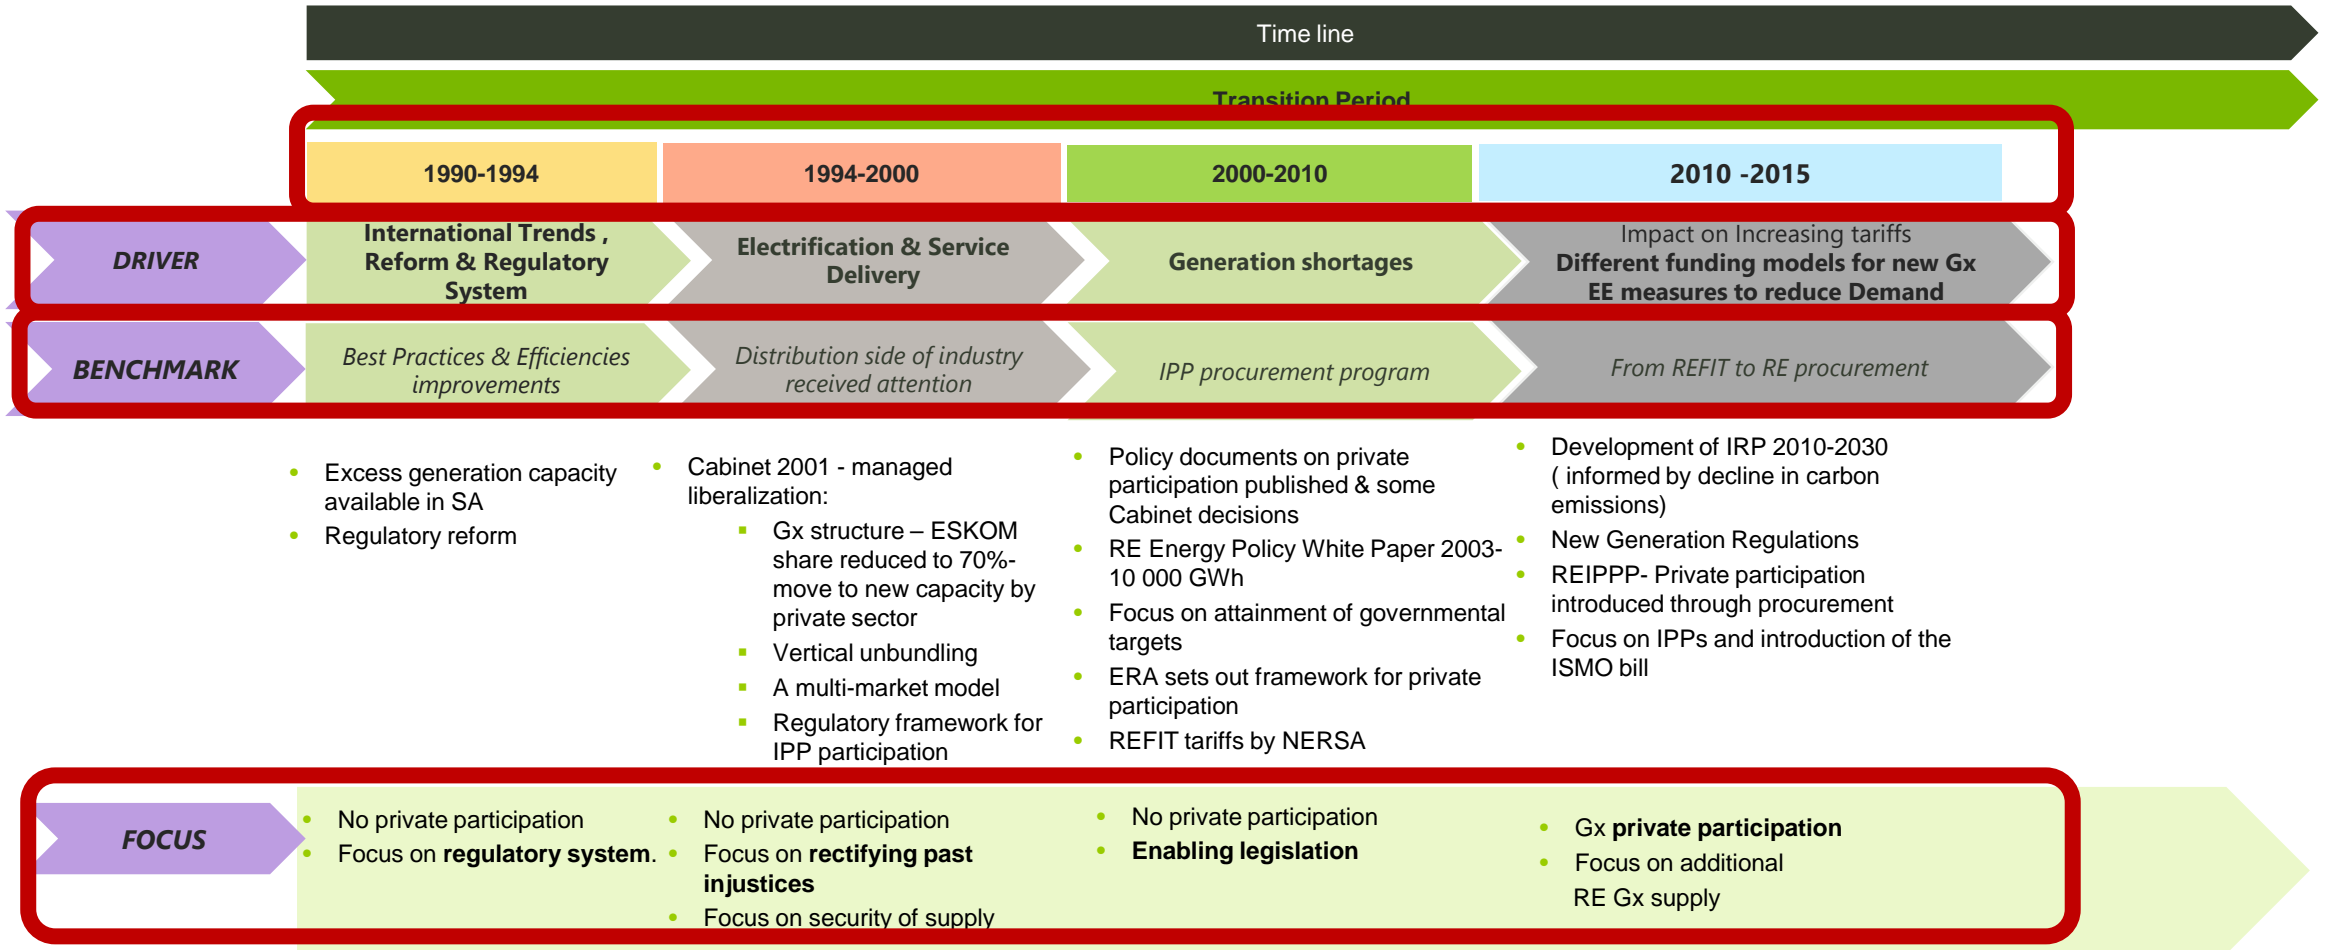 Time line
Transition Period
1990-1994
1994-2000
2000-2010
2010 -2015
DRIVER
International Trends ,
Reform & Regulatory
System
Electrification & Service
Delivery
Generation shortages
Impact on Increasing tariffs
Different funding models for new Gx
EE measures to reduce Demand
BENCHMARK
Best Practices & Efficiencies
improvements
Distribution side of industry
received attention
IPP procurement program
From REFIT to RE procurement
• Excess generation capacity
available in SA
• Regulatory reform
• Cabinet 2001 - managed
liberalization:
▪ Gx structure – ESKOM
share reduced to 70%-
move to new capacity by
private sector
▪ Vertical unbundling
▪ A multi-market model
▪ Regulatory framework for
IPP participation
• Policy documents on private
participation published & some
Cabinet decisions
• RE Energy Policy White Paper 2003-
10 000 GWh
• Focus on attainment of governmental
targets
• ERA sets out framework for private
participation
• REFIT tariffs by NERSA
• Development of IRP 2010-2030
( informed by decline in carbon
emissions)
• New Generation Regulations
• REIPPP- Private participation
introduced through procurement
• Focus on IPPs and introduction of the
ISMO bill
FOCUS
• No private participation
• Focus on regulatory system.
• No private participation
• Focus on rectifying past
injustices
• Focus on security of supply
• No private participation
• Enabling legislation
• Gx private participation
• Focus on additional
RE Gx supply